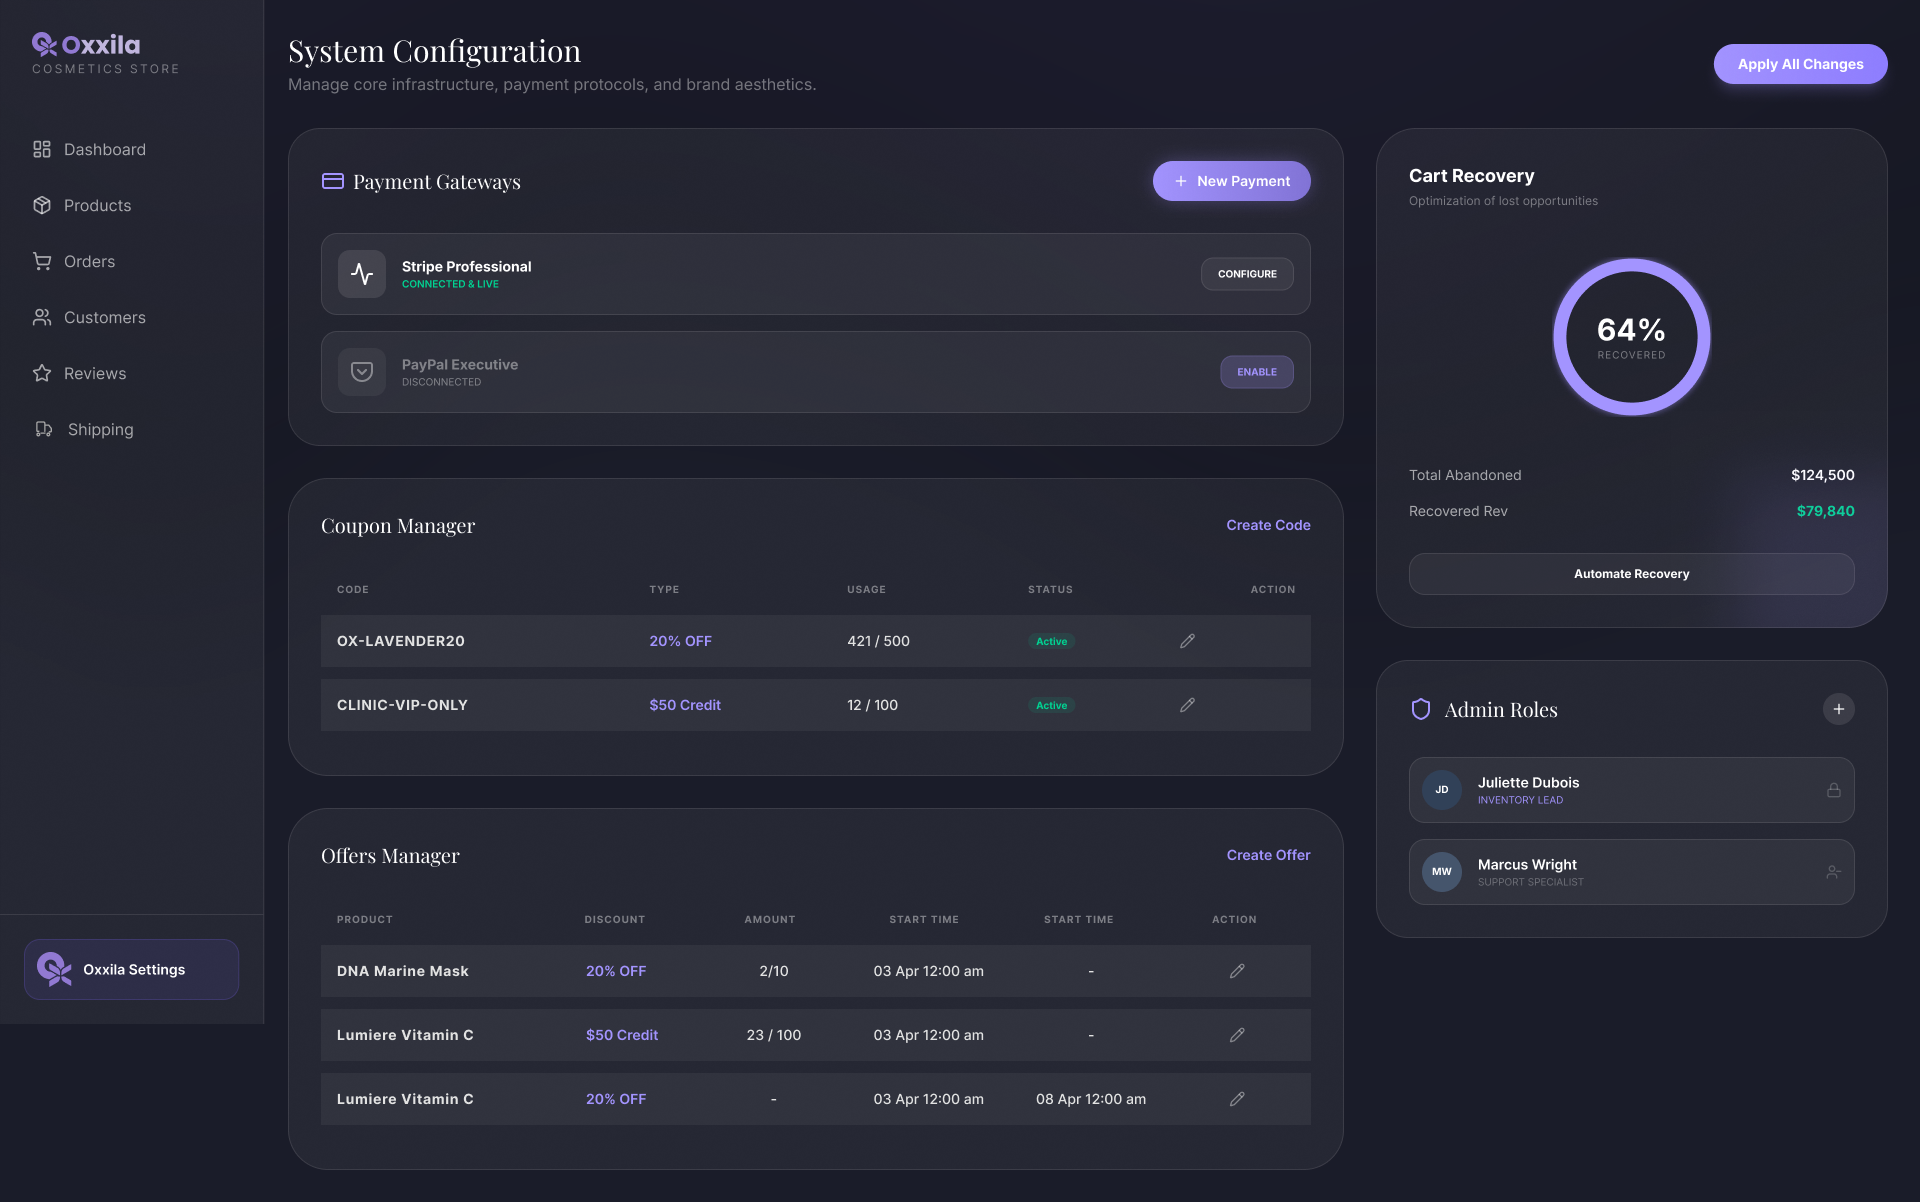 Oxxila
COSMETICS STORE
Dashboard
Products
Orders
Customers
Reviews
Shipping
Oxxila Settings
System Configuration
Manage core infrastructure, payment protocols, and brand aesthetics.
Apply All Changes
Payment Gateways
+ New Payment
Stripe Professional
CONNECTED & LIVE
CONFIGURE
PayPal Executive
DISCONNECTED
ENABLE
Coupon Manager
Create Code
CODE TYPE USAGE STATUS ACTION
OX-LAVENDER20 20% OFF 421 / 500 Active
CLINIC-VIP-ONLY $50 Credit 12 / 100 Active
Offers Manager
Create Offer
PRODUCT DISCOUNT AMOUNT START TIME START TIME ACTION
DNA Marine Mask 20% OFF 2/10 03 Apr 12:00 am -
Lumiere Vitamin C $50 Credit 23 / 100 03 Apr 12:00 am -
Lumiere Vitamin C 20% OFF - 03 Apr 12:00 am 08 Apr 12:00 am
Cart Recovery
Optimization of lost opportunities
64%
RECOVERED
Total Abandoned $124,500
Recovered Rev $79,840
Automate Recovery
Admin Roles
+
JD
Juliette Dubois
INVENTORY LEAD
MW
Marcus Wright
SUPPORT SPECIALIST